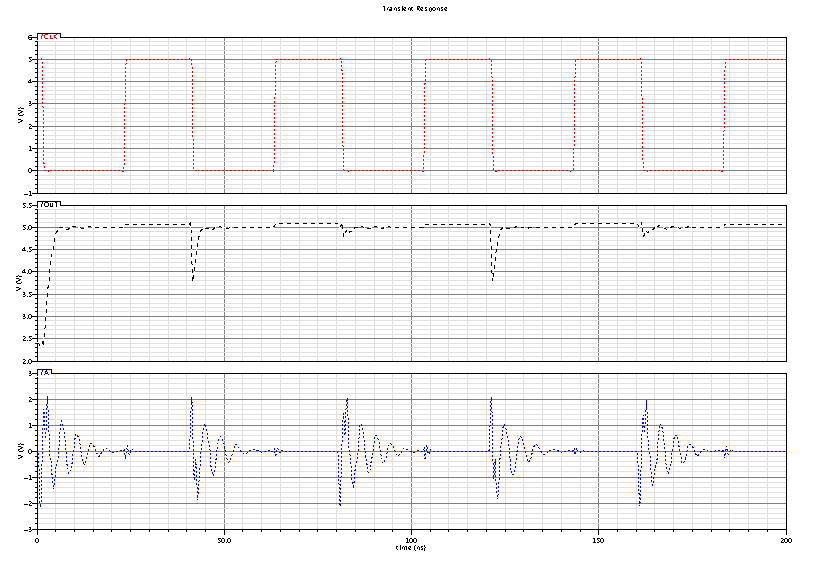 Transient Response
/CLK
6
5
4
3
2
1
0
-1
V (V)
/OUT
5.5
5.0
4.5
4.0
3.5
3.0
2.5
2.0
V (V)
/A
3
2
1
0
-1
-2
-3
V (V)
0 50.0 100 150 200
time (ns)